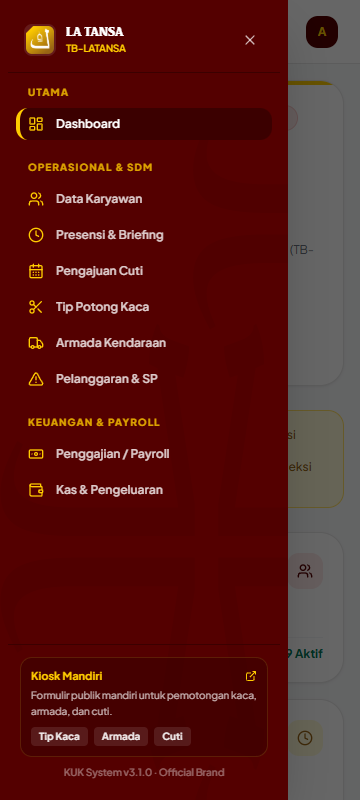 LA TANSA
TB-LATANSA
A
UTAMA
Dashboard
OPERASIONAL & SDM
Data Karyawan
Presensi & Briefing
(TB-
Pengajuan Cuti
Tip Potong Kaca
Armada Kendaraan
Pelanggaran & SP
KEUANGAN & PAYROLL
si
Penggajian / Payroll
eksi
Kas & Pengeluaran
Aktif
Kiosk Mandiri
Formulir publik mandiri untuk pemotongan kaca,
armada, dan cuti.
Tip Kaca
Armada
Cuti
KUK System v3.1.0 · Official Brand